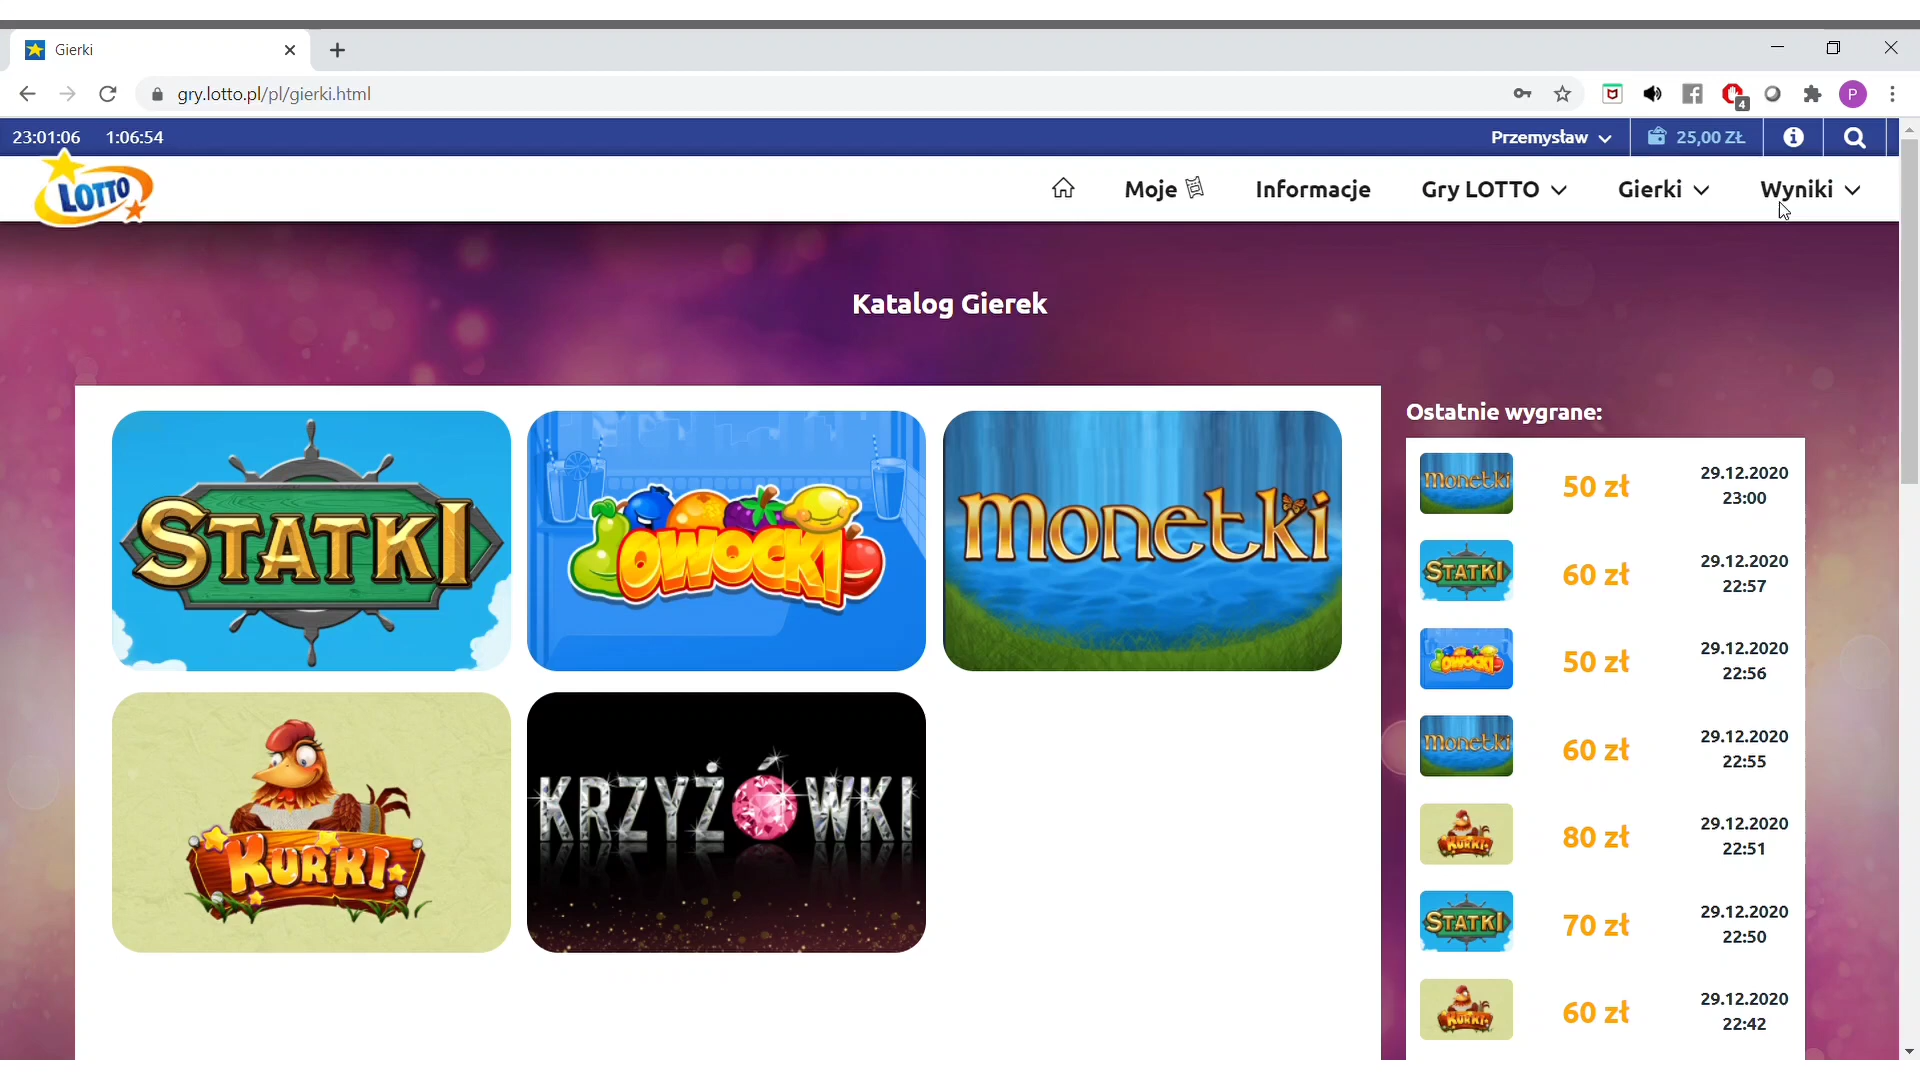 Gierki
gry.lotto.pl/pl/gierki.html
4
P
23:01:06 1:06:54
Przemysław
25,00 ZŁ
LOTTO
Moje
Informacje
Gry LOTTO
Gierki
Wyniki
Katalog Gierek
STATKI
OWOCKI
Monetki
KURKI
KRZYŻÓWKI
Ostatnie wygrane:
Monetki
50 zł
29.12.2020
23:00
STATKI
60 zł
29.12.2020
22:57
OWOCKI
50 zł
29.12.2020
22:56
Monetki
60 zł
29.12.2020
22:55
KURKI
80 zł
29.12.2020
22:51
STATKI
70 zł
29.12.2020
22:50
KURKI
60 zł
29.12.2020
22:42